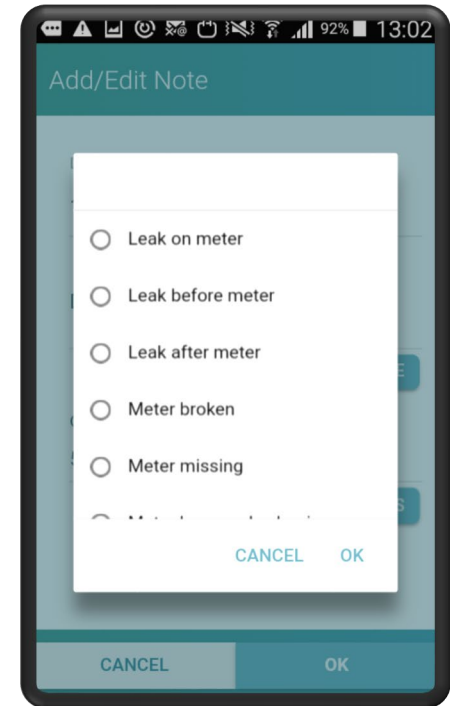 92% 13:02
Add/Edit Note
Leak on meter
Leak before meter
Leak after meter
Meter broken
Meter missing
CANCEL OK
CANCEL OK